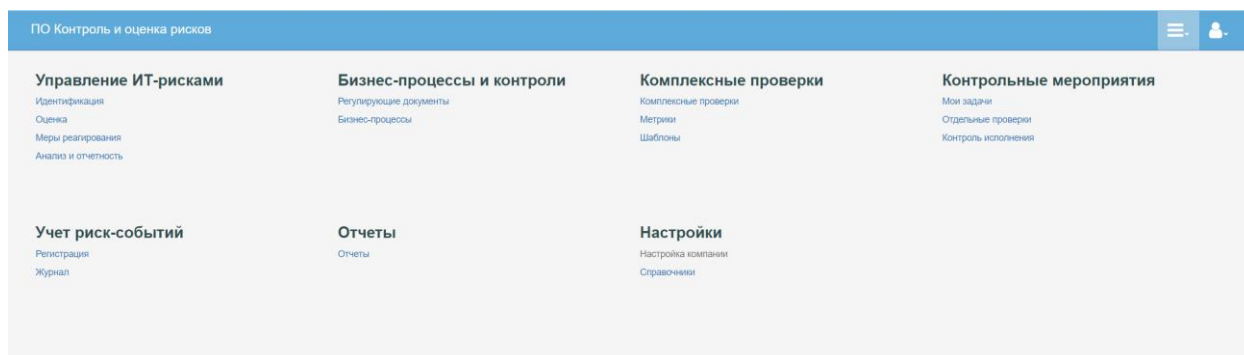 ПО Контроль и оценка рисков
Управление ИТ-рисками
Идентификация
Оценка
Меры реагирования
Анализ и отчетность
Бизнес-процессы и контроли
Регулирующие документы
Бизнес-процессы
Комплексные проверки
Комплексные проверки
Метрики
Шаблоны
Контрольные мероприятия
Мои задачи
Отдельные проверки
Контроль исполнения
Учет риск-событий
Регистрация
Журнал
Отчеты
Отчеты
Настройки
Настройка компании
Справочники